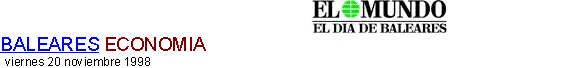 EL MUNDO
EL DIA DE BALEARES
BALEARES ECONOMIA
viernes 20 noviembre 1998